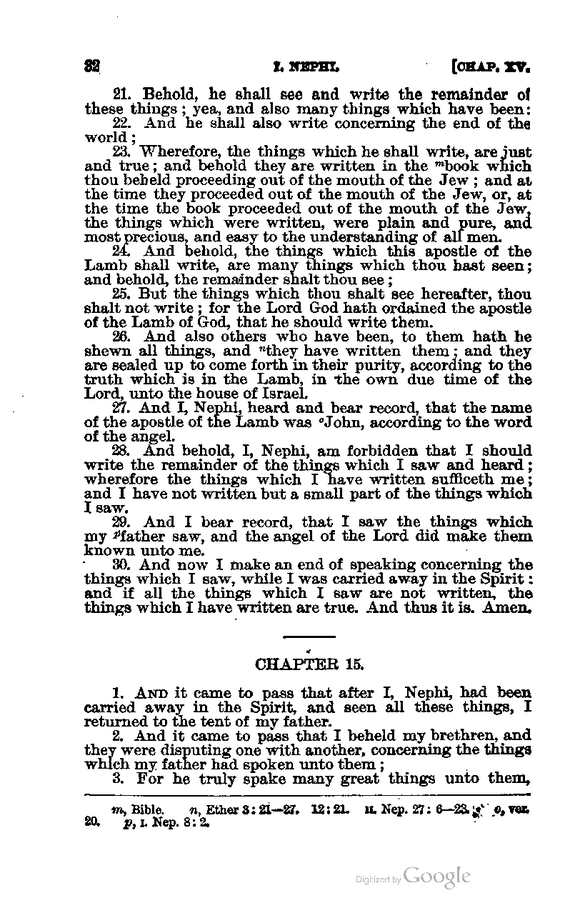 32 I. NEPHI. [CHAP. XV.
21. Behold, he shall see and write the remainder of
these things; yea, and also many things which have been:
22. And he shall also write concerning the end of the
world;
23. Wherefore, the things which he shall write, are just
and true; and behold they are written in the ᵐbook which
thou beheld proceeding out of the mouth of the Jew; and at
the time they proceeded out of the mouth of the Jew, or, at
the time the book proceeded out of the mouth of the Jew,
the things which were written, were plain and pure, and
most precious, and easy to the understanding of all men.
24. And behold, the things which this apostle of the
Lamb shall write, are many things which thou hast seen;
and behold, the remainder shalt thou see;
25. But the things which thou shalt see hereafter, thou
shalt not write; for the Lord God hath ordained the apostle
of the Lamb of God, that he should write them.
26. And also others who have been, to them hath he
shewn all things, and ⁿthey have written them; and they
are sealed up to come forth in their purity, according to the
truth which is in the Lamb, in the own due time of the
Lord, unto the house of Israel.
27. And I, Nephi, heard and bear record, that the name
of the apostle of the Lamb was ᵒJohn, according to the word
of the angel.
28. And behold, I, Nephi, am forbidden that I should
write the remainder of the things which I saw and heard;
wherefore the things which I have written sufficeth me;
and I have not written but a small part of the things which
I saw.
29. And I bear record, that I saw the things which
my ᵖfather saw, and the angel of the Lord did make them
known unto me.
30. And now I make an end of speaking concerning the
things which I saw, while I was carried away in the Spirit:
and if all the things which I saw are not written, the
things which I have written are true. And thus it is. Amen.
CHAPTER 15.
1. AND it came to pass that after I, Nephi, had been
carried away in the Spirit, and seen all these things, I
returned to the tent of my father.
2. And it came to pass that I beheld my brethren, and
they were disputing one with another, concerning the things
which my father had spoken unto them;
3. For he truly spake many great things unto them,
m, Bible. n, Ether 3:21—27. 12:21. II. Nep. 27:6—23. o, ver.
20. p, I. Nep. 8:2.
Digitized by Google